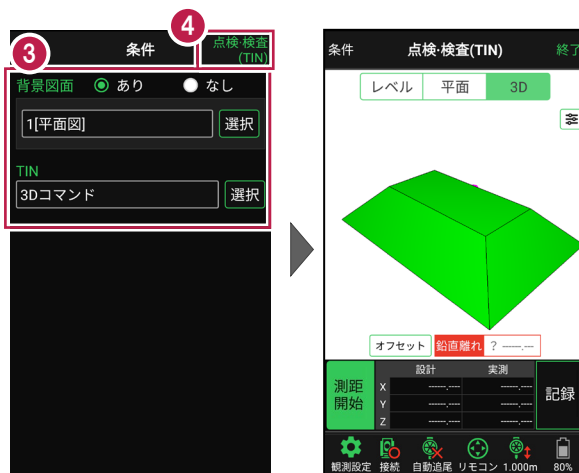 3
条件
4
点検･検査
(TIN)
背景図面
あり
なし
1[平面図]
選択
TIN
3Dコマンド
選択
条件
点検･検査(TIN)
終了
レベル
平面
3D
オフセット
鉛直離れ
? -----.---
測距
開始
設計
実測
X -----.--- -----.---
Y -----.--- -----.---
Z -----.--- -----.---
記録
観測設定
接続
自動追尾
リモコン
1.000m
80%